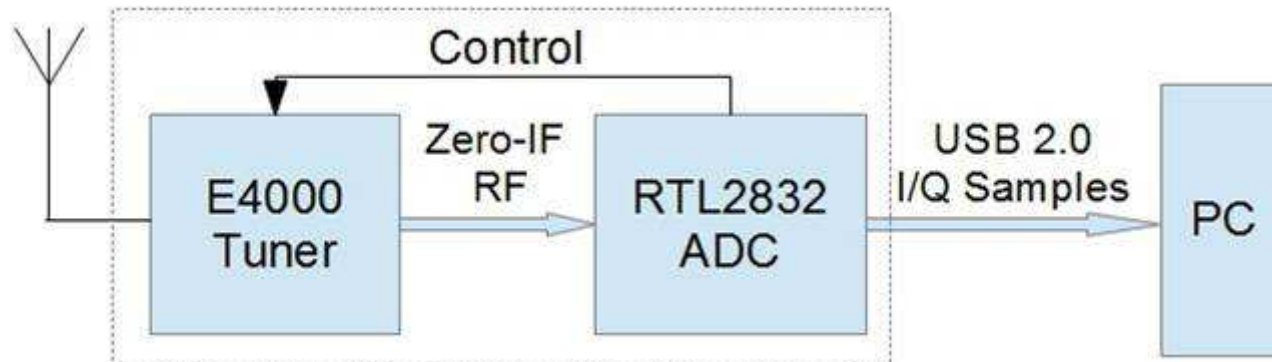 Control
Zero-IF
RF
USB 2.0
I/Q Samples
E4000
Tuner
RTL2832
ADC
PC